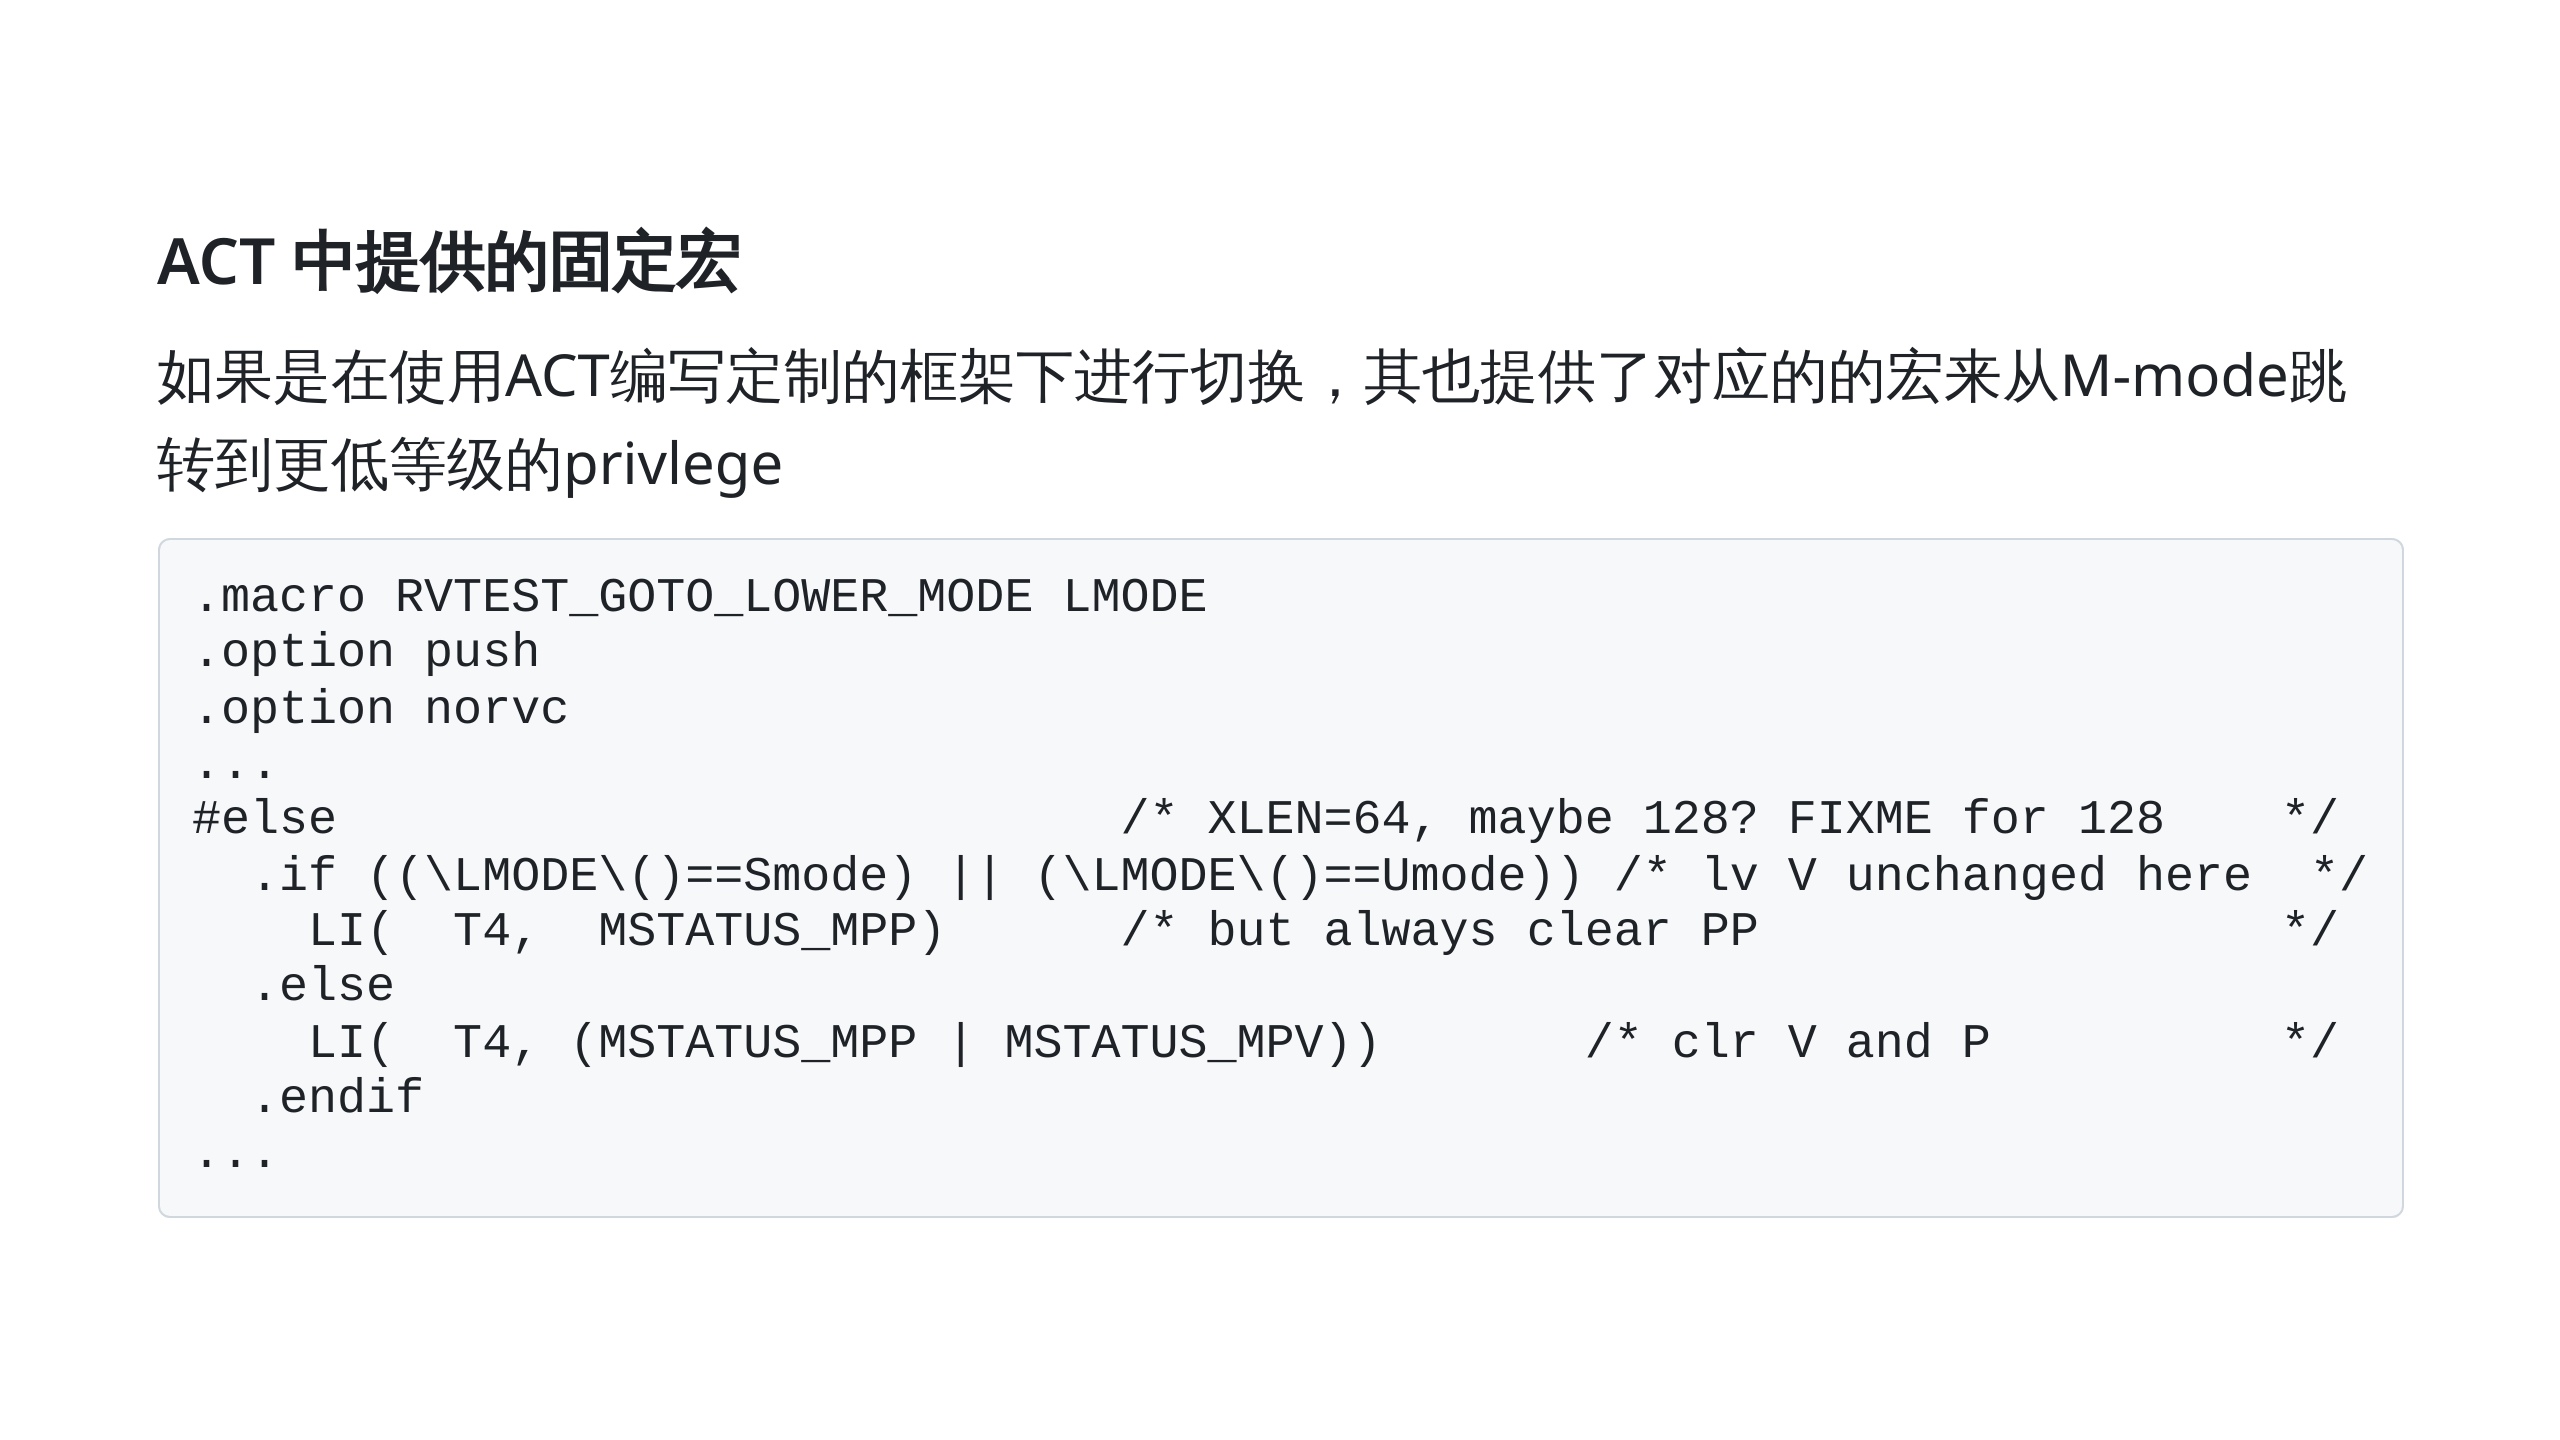 ACT 中提供的固定宏
如果是在使用ACT编写定制的框架下进行切换，其也提供了对应的的宏来从M-mode跳
转到更低等级的privlege
.macro RVTEST_GOTO_LOWER_MODE LMODE
.option push
.option norvc
...
#else                           /* XLEN=64, maybe 128? FIXME for 128    */
  .if ((\LMODE\()==Smode) || (\LMODE\()==Umode)) /* lv V unchanged here  */
    LI(  T4,  MSTATUS_MPP)      /* but always clear PP                  */
  .else
    LI(  T4, (MSTATUS_MPP | MSTATUS_MPV))       /* clr V and P          */
  .endif
...